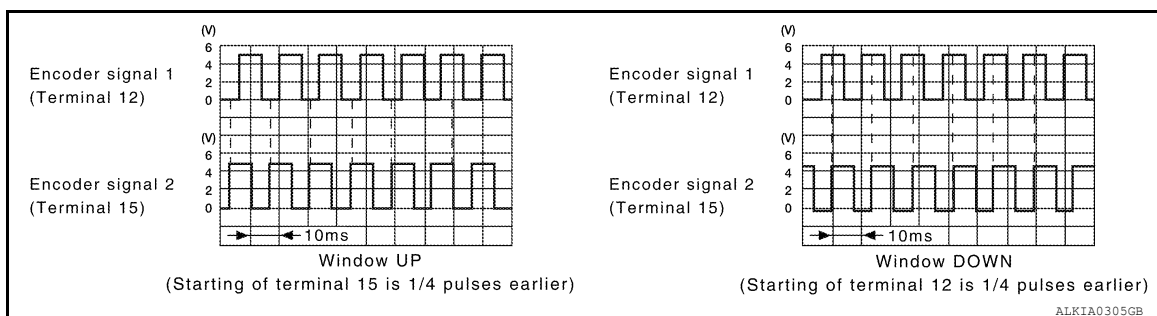 (V)
6
4
2
0
Encoder signal 1
(Terminal 12)
(V)
6
4
2
0
Encoder signal 2
(Terminal 15)
10ms
Window UP
(Starting of terminal 15 is 1/4 pulses earlier)
(V)
6
4
2
0
Encoder signal 1
(Terminal 12)
(V)
6
4
2
0
Encoder signal 2
(Terminal 15)
10ms
Window DOWN
(Starting of terminal 12 is 1/4 pulses earlier)
ALKIA0305GB